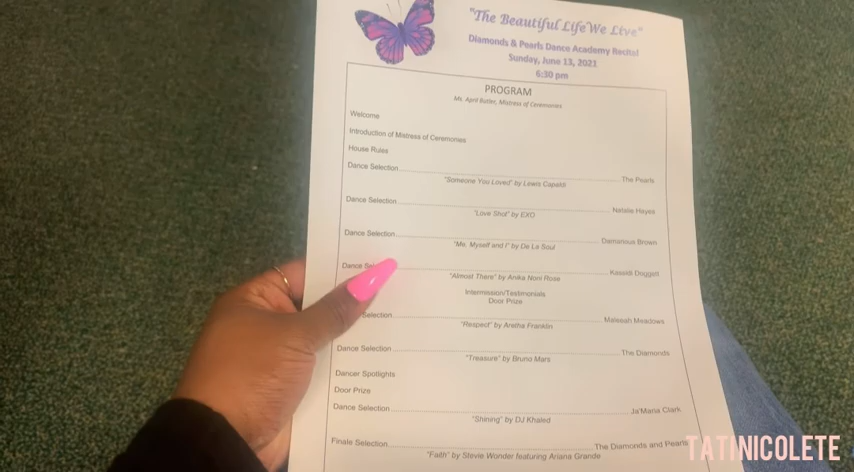 "The Beautiful Life We Live"
Diamonds & Pearls Dance Academy Recital
Sunday, June 13, 2021
6:30 pm
PROGRAM
Ms. April Butler, Mistress of Ceremonies
Welcome
Introduction of Mistress of Ceremonies
House Rules
Dance Selection The Pearls
"Someone You Loved" by Lewis Capaldi
Dance Selection Natalie Hayes
"Love Shot" by EXO
Dance Selection Brown
"Me, Myself and I" by De La Soul
Dance Kassidi Doggett
"Almost There" by Anika Noni Rose
Intermission/Testimonials
Door Prize
Selection Meadows
"Respect" by Aretha Franklin
Dance Selection The Diamonds
"Treasure" by Bruno Mars
Dancer Spotlights
Door Prize
Dance Selection Ja'Maria Clark
"Shining" by DJ Khaled
Finale Selection The Diamonds and Pearls
"Faith" by Stevie Wonder featuring Ariana Grande
TATINICOLETE